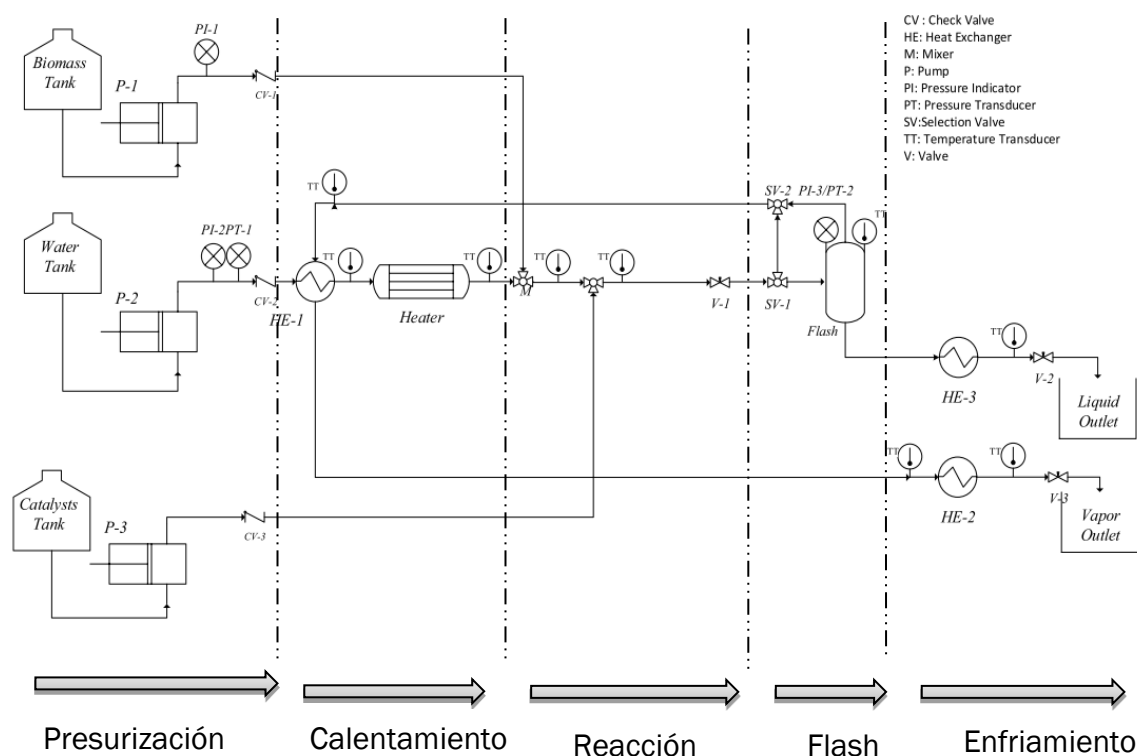 PI-1
CV : Check Valve
HE: Heat Exchanger
M: Mixer
P: Pump
PI: Pressure Indicator
PT: Pressure Transducer
SV:Selection Valve
TT: Temperature Transducer
V: Valve
Biomass
Tank
P-1
CV-1
TT
SV-2
PI-3/PT-2
TT
Water
Tank
PI-2PT-1
TT
TT
TT
TT
P-2
CV-2
HE-1
Heater
M
V-1
SV-1
Flash
TT
HE-3
V-2
Liquid
Outlet
TT
TT
Catalysts
Tank
P-3
CV-3
HE-2
V-3
Vapor
Outlet
Presurización
Calentamiento
Reacción
Flash
Enfriamiento